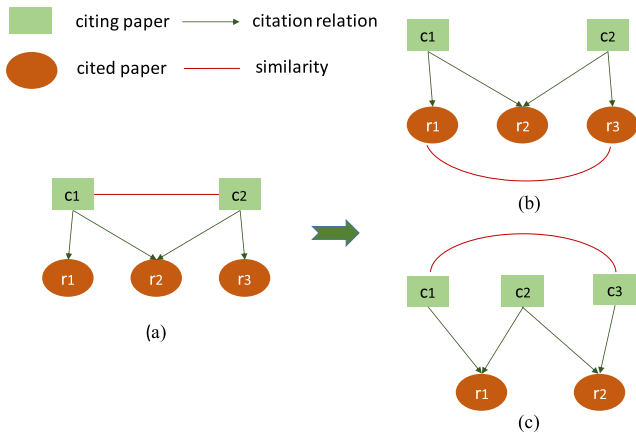 citing paper
citation relation
cited paper
similarity
c1
c2
r1
r2
r3
(a)
c1
c2
r1
r2
r3
(b)
c1
c2
c3
r1
r2
(c)